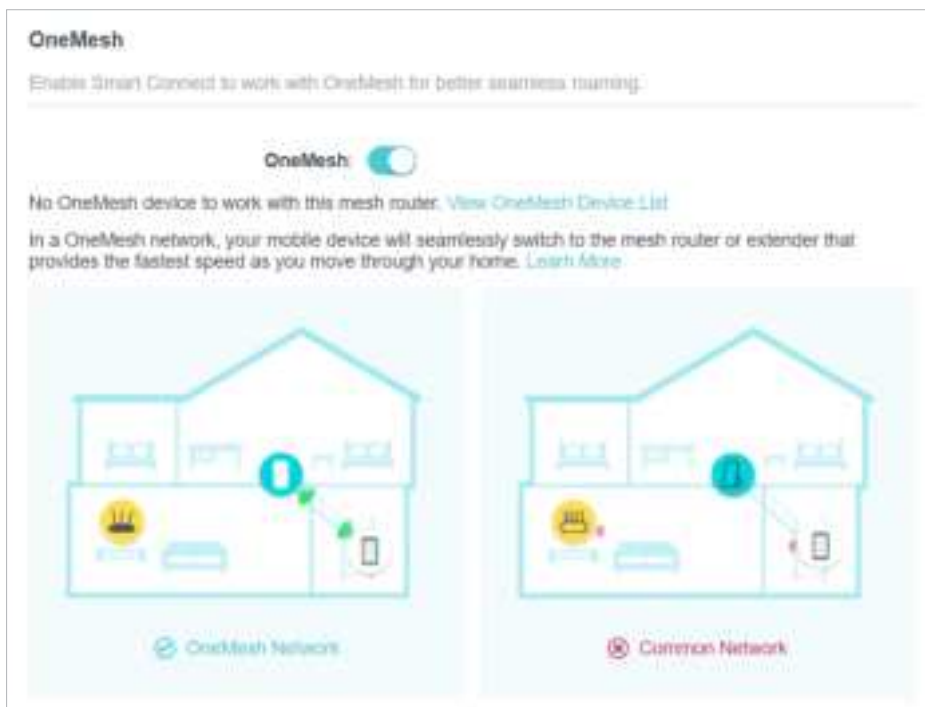 OneMesh
Enable Smart Connect to work with OneMesh for better seamless roaming.
OneMesh:
No OneMesh device to work with this mesh router. View OneMesh Device List
In a OneMesh network, your mobile device will seamlessly switch to the mesh router or extender that
provides the fastest speed as you move through your home. Learn More
OneMesh Network
Common Network